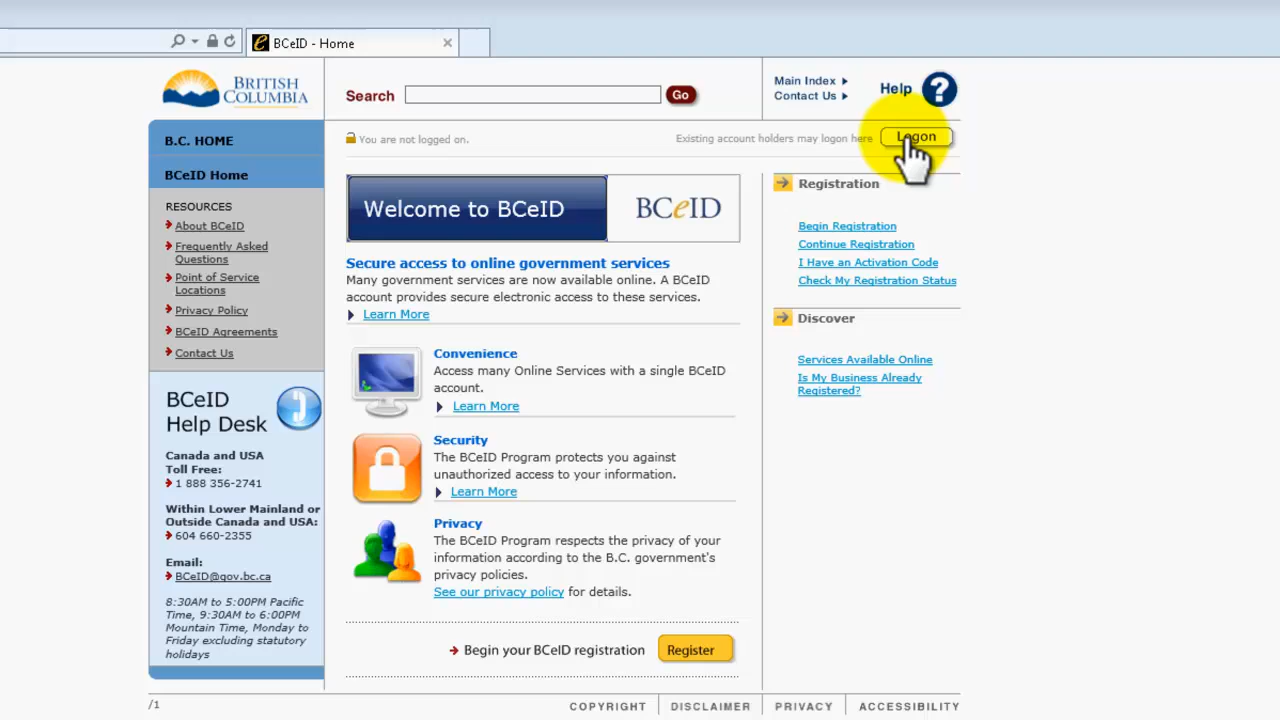 BCeID - Home
BRITISH
COLUMBIA
Search
Go
Main Index
Contact Us
Help ?
You are not logged on.
Existing account holders may logon here
Logon
B.C. HOME
BCeID Home
RESOURCES
About BCeID
Frequently Asked
Questions
Point of Service
Locations
Privacy Policy
BCeID Agreements
Contact Us
BCeID
Help Desk
Canada and USA
Toll Free:
1 888 356-2741
Within Lower Mainland or
Outside Canada and USA:
604 660-2355
Email:
BCeID@gov.bc.ca
8:30AM to 5:00PM Pacific
Time, 9:30AM to 6:00PM
Mountain Time, Monday to
Friday excluding statutory
holidays
Welcome to BCeID
BCeID
Secure access to online government services
Many government services are now available online. A BCeID
account provides secure electronic access to these services.
Learn More
Convenience
Access many Online Services with a single BCeID
account.
Learn More
Security
The BCeID Program protects you against
unauthorized access to your information.
Learn More
Privacy
The BCeID Program respects the privacy of your
information according to the B.C. government's
privacy policies.
See our privacy policy for details.
Begin your BCeID registration
Register
Registration
Begin Registration
Continue Registration
I Have an Activation Code
Check My Registration Status
Discover
Services Available Online
Is My Business Already
Registered?
/1
COPYRIGHT
DISCLAIMER
PRIVACY
ACCESSIBILITY